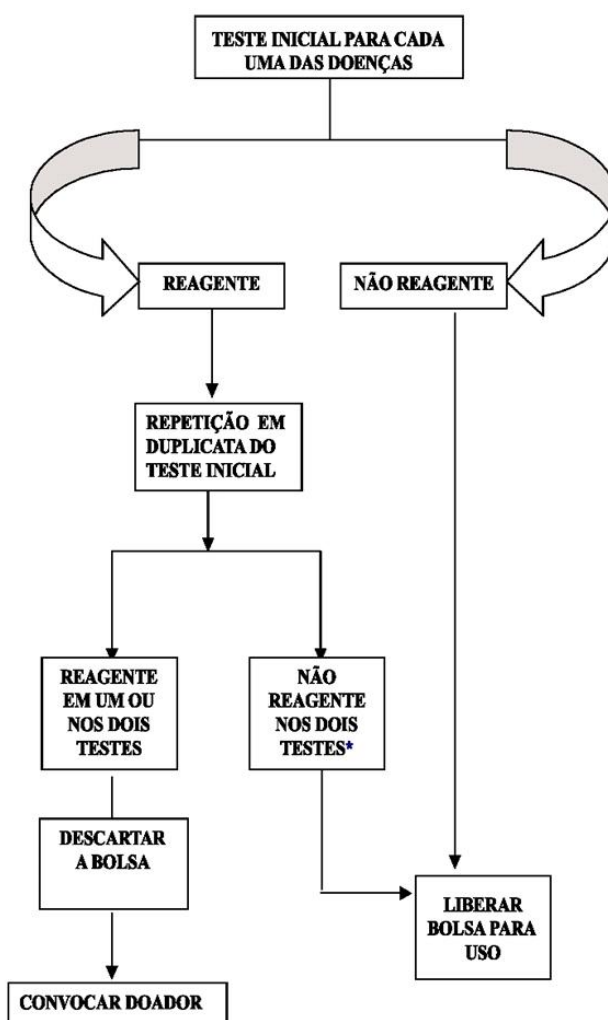 TESTE INICIAL PARA CADA
UMA DAS DOENÇAS
REAGENTE
NÃO REAGENTE
REPETIÇÃO EM
DUPLICATA DO
TESTE INICIAL
REAGENTE
EM UM OU
NOS DOIS
TESTES
NÃO
REAGENTE
NOS DOIS
TESTES*
DESCARTAR
A BOLSA
LIBERAR
BOLSA PARA
USO
CONVOCAR DOADOR